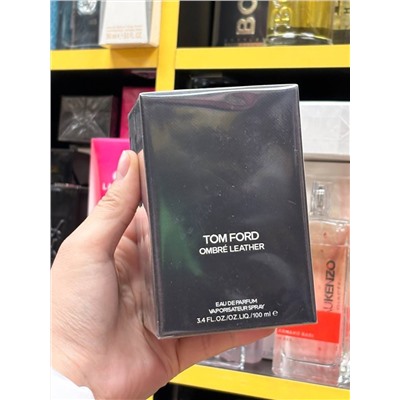 TOM FORD
OMBRÉ LEATHER
EAU DE PARFUM
VAPORISATEUR SPRAY
3.4 FL.OZ./OZ.LIQ./100 ml e
KENZO